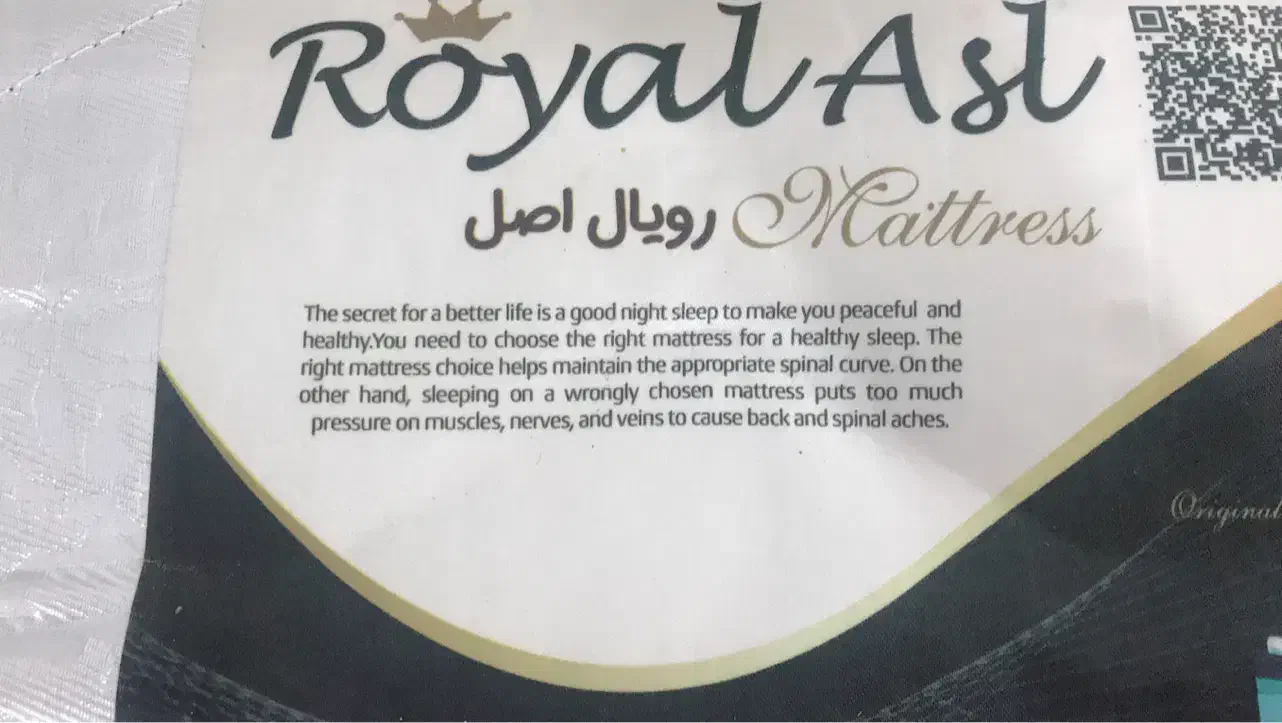 Royal Asl
رویال اصل Mattress
The secret for a better life is a good night sleep to make you peaceful and
healthy.You need to choose the right mattress for a healthy sleep. The
right mattress choice helps maintain the appropriate spinal curve. On the
other hand, sleeping on a wrongly chosen mattress puts too much
pressure on muscles, nerves, and veins to cause back and spinal aches.
Original